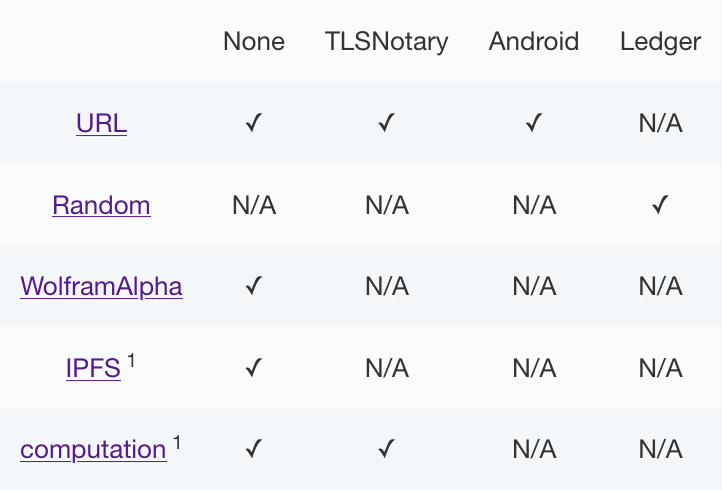 None TLSNotary Android Ledger
URL ✓ ✓ ✓ N/A
Random N/A N/A N/A ✓
WolframAlpha ✓ N/A N/A N/A
IPFS 1 ✓ N/A N/A N/A
computation 1 ✓ ✓ N/A N/A